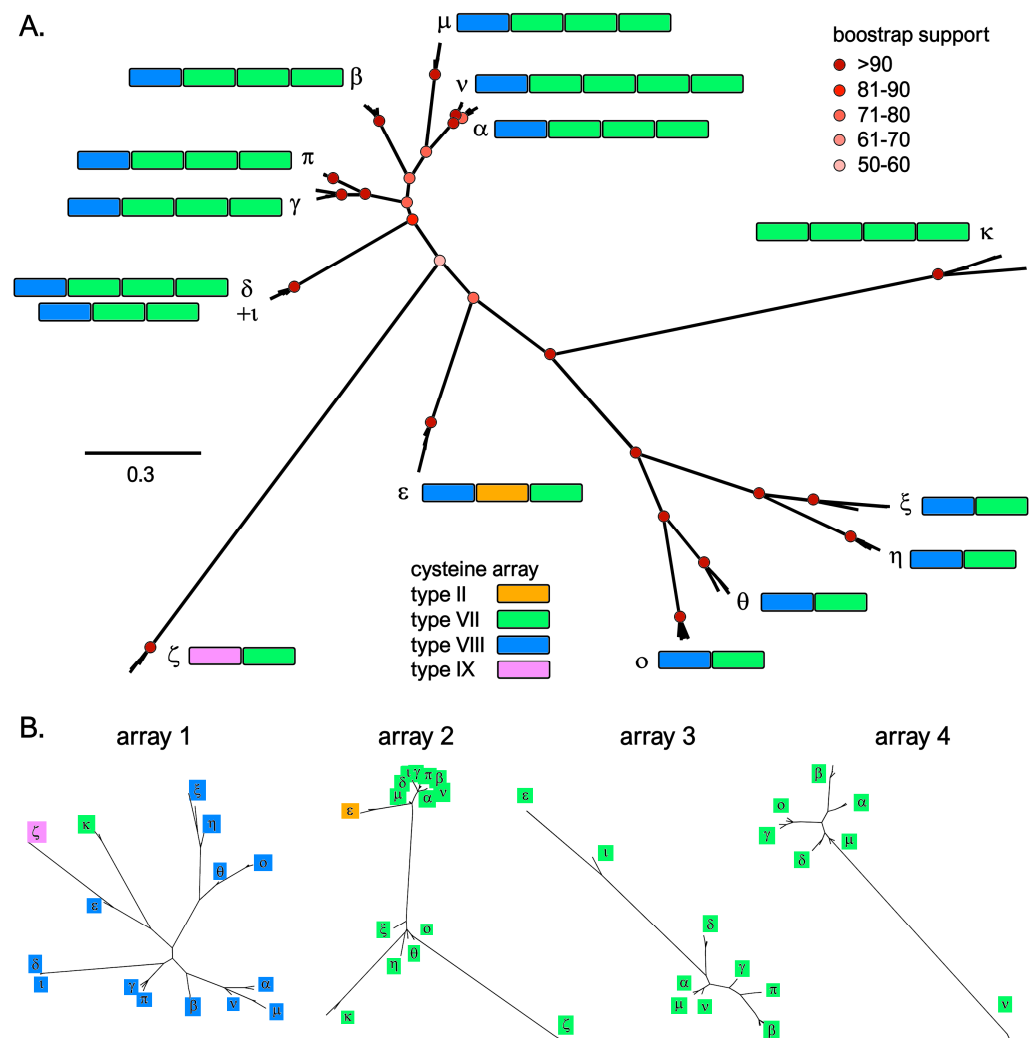 A.
μ
boostrap support
>90
81-90
71-80
61-70
50-60
β
ν
α
π
γ
κ
δ
+ι
0.3
ε
ξ
η
cysteine array
type II
type VII
type VIII
type IX
θ
ζ
ο
B.
array 1
array 2
array 3
array 4
ξ
κ
ζ
η
θ
ο
ε
δ
ι
γ
π
β
ν
α
μ
ι γ π β
δ
μ α ν
ε
ξ ο
θ
η
κ
ζ
ε
ι
δ
α γ
μ ν π
β
β
ο α
γ μ
δ
ν